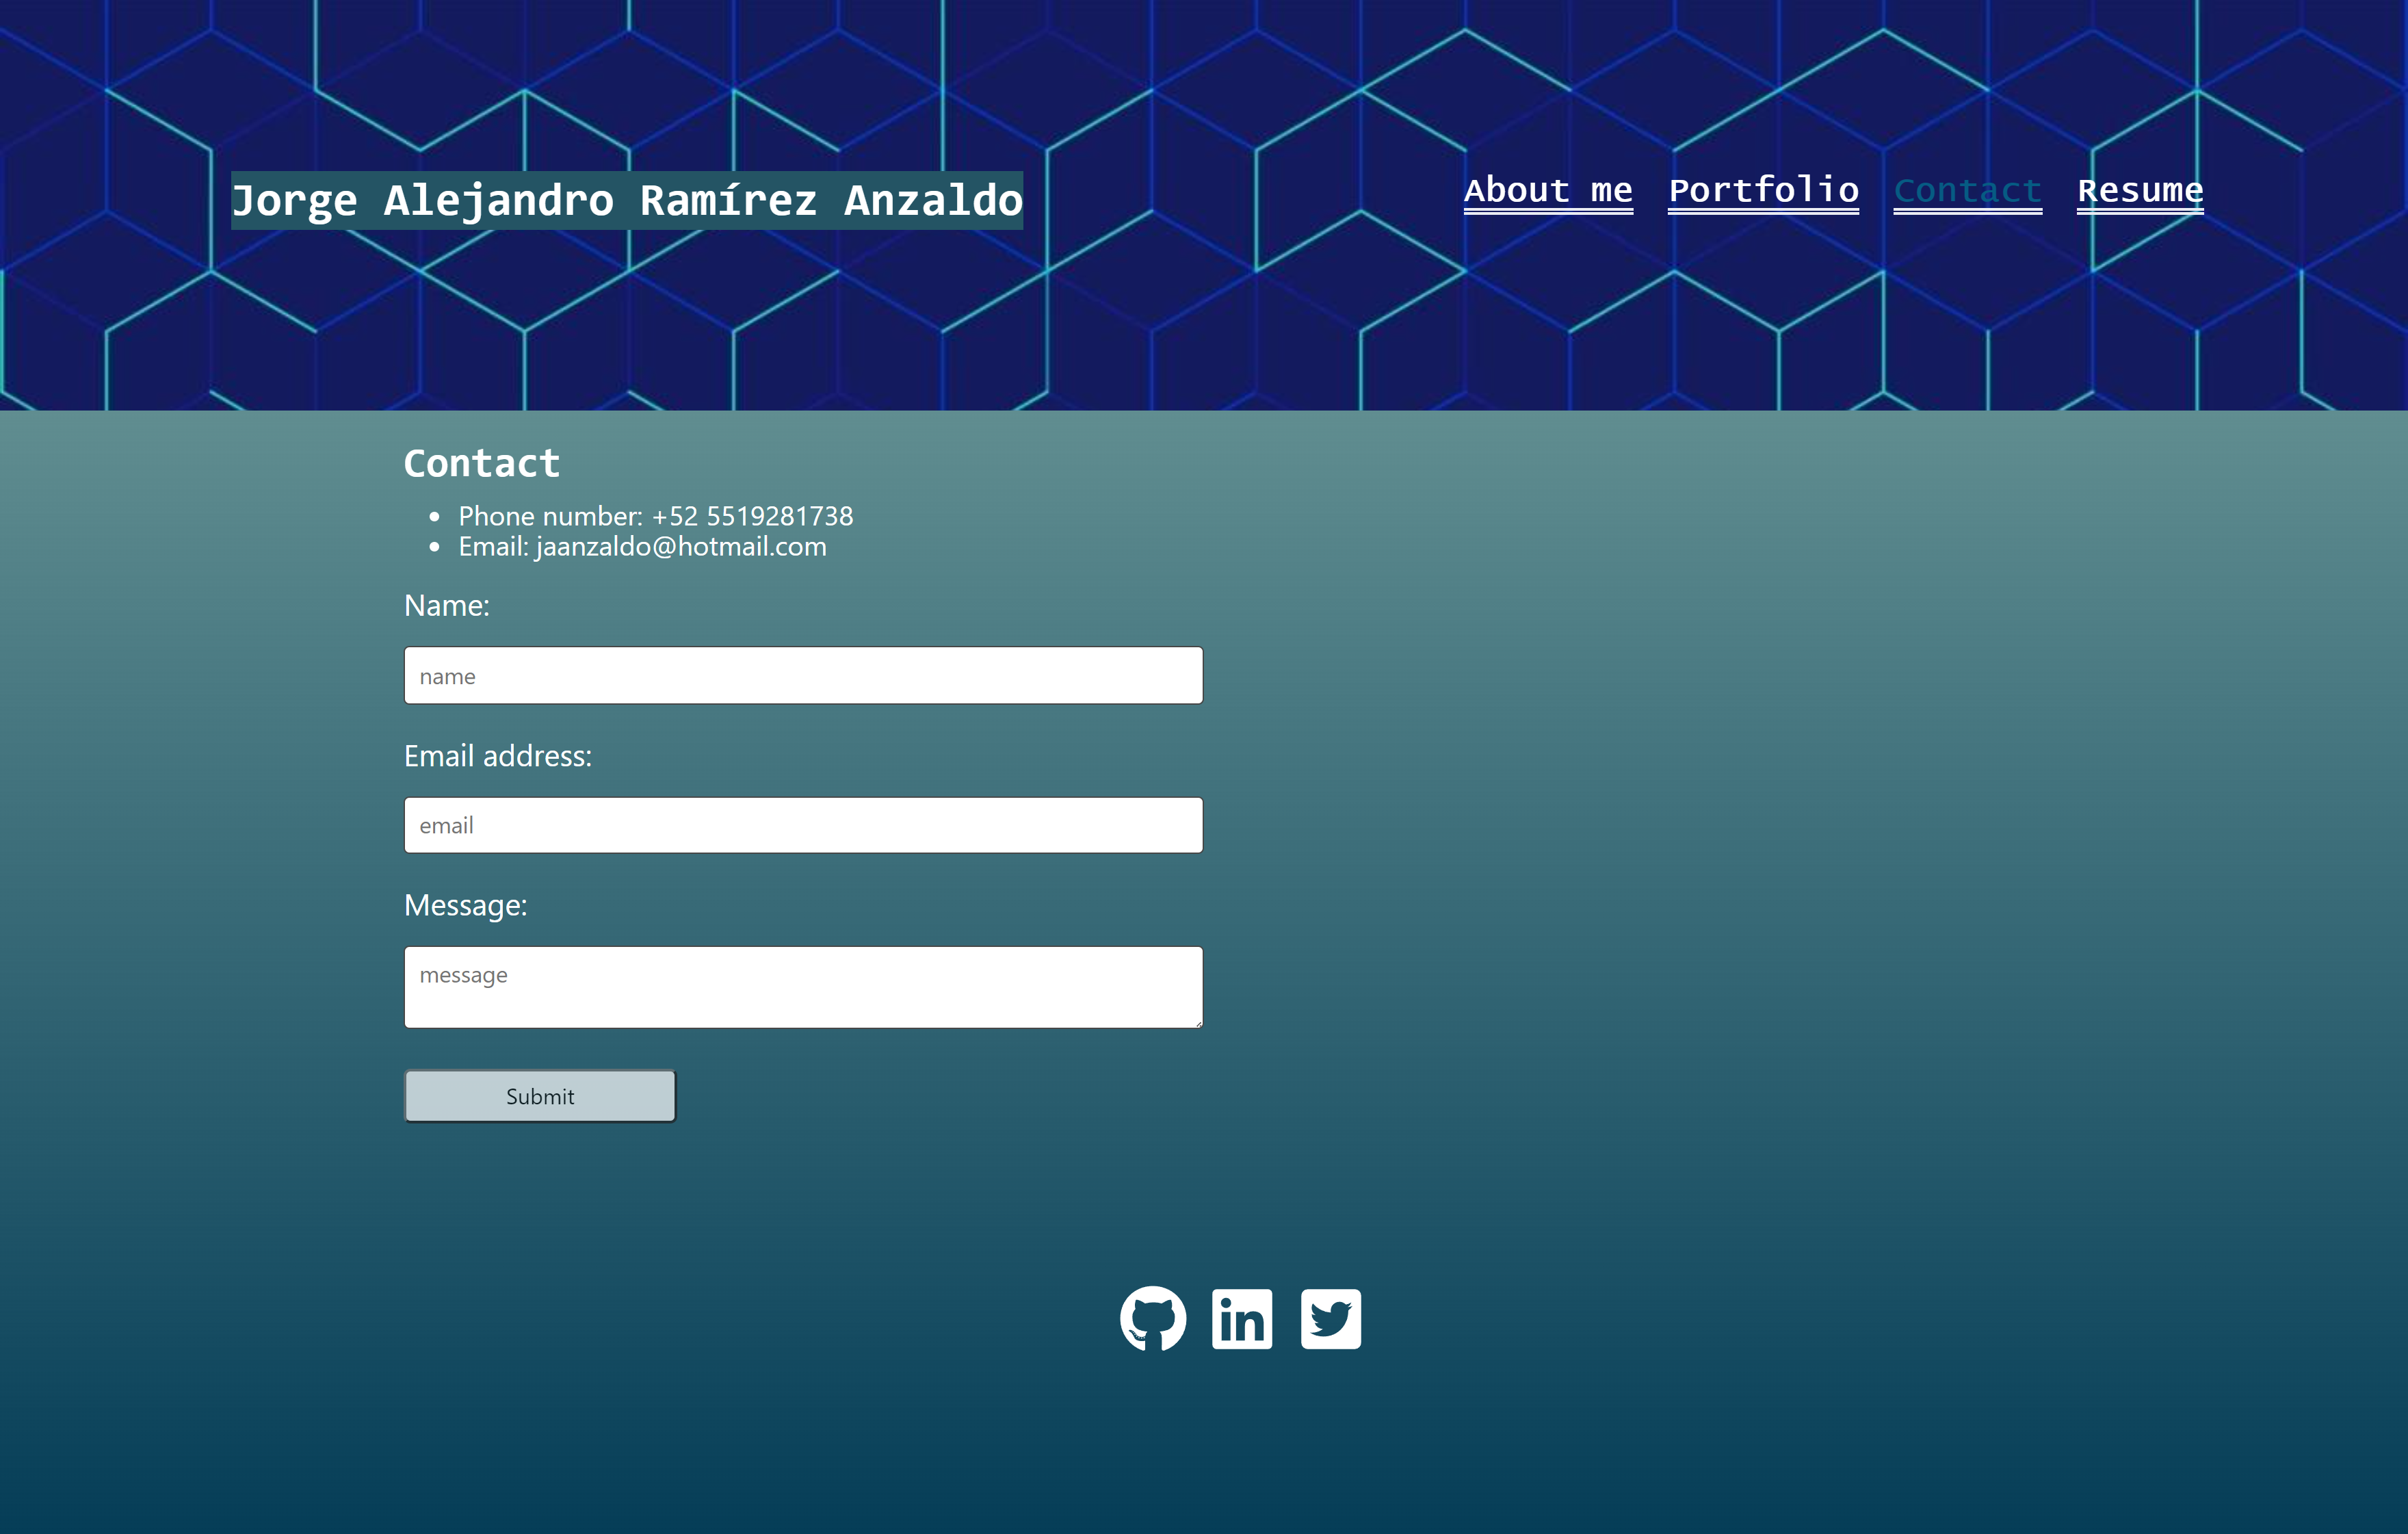 Jorge Alejandro Ramírez Anzaldo
About me Portfolio Contact Resume
Contact
Phone number: +52 5519281738
Email: jaanzaldo@hotmail.com
Name:
name
Email address:
email
Message:
message
Submit
in